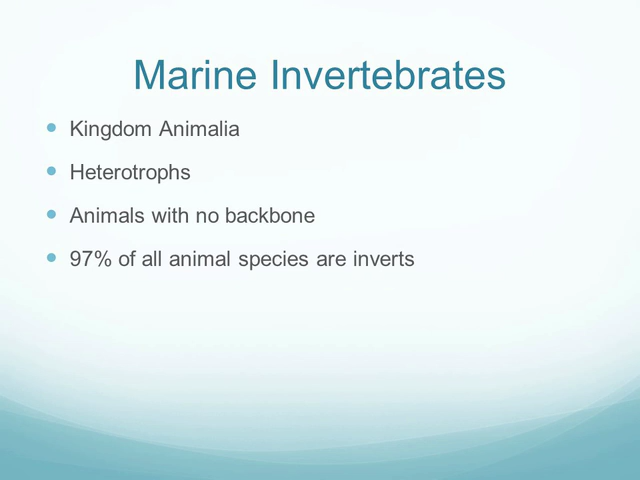 Marine Invertebrates
Kingdom Animalia
Heterotrophs
Animals with no backbone
97% of all animal species are inverts